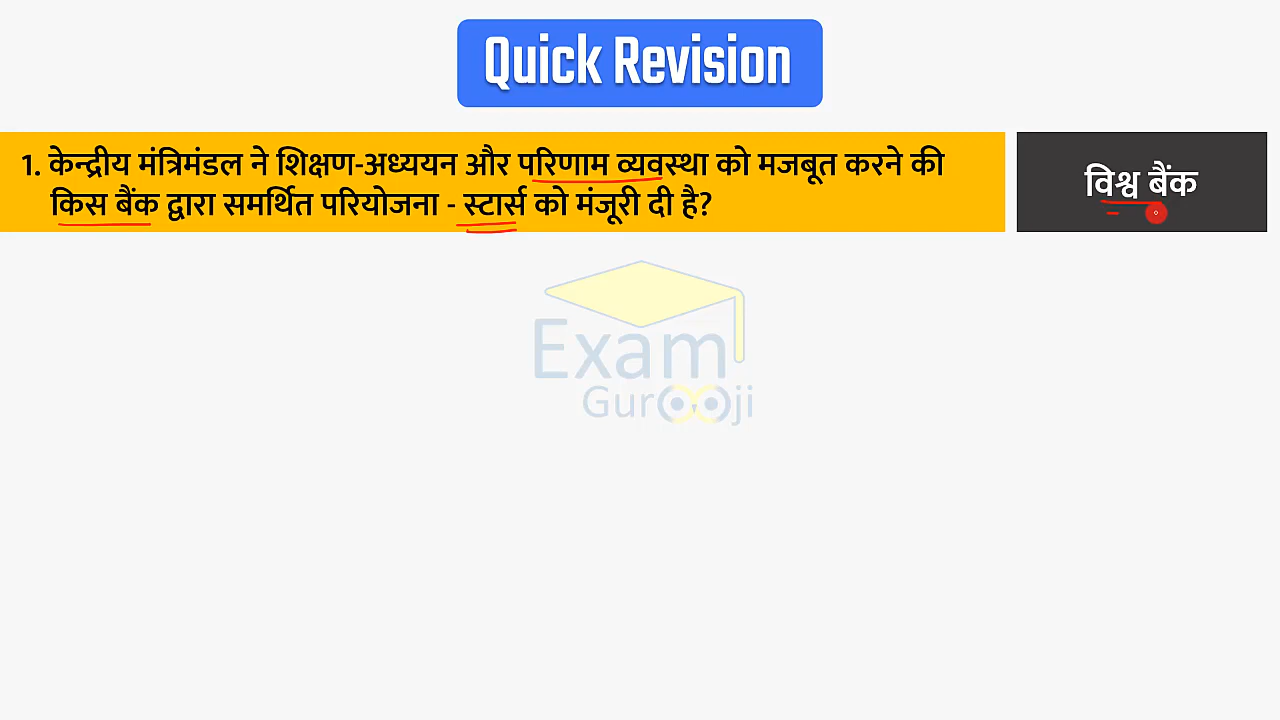 Quick Revision
1. केन्द्रीय मंत्रिमंडल ने शिक्षण-अध्ययन और परिणाम व्यवस्था को मजबूत करने की
किस बैंक द्वारा समर्थित परियोजना - स्टार्स को मंजूरी दी है?
विश्व बैंक
Exam
Gurooji